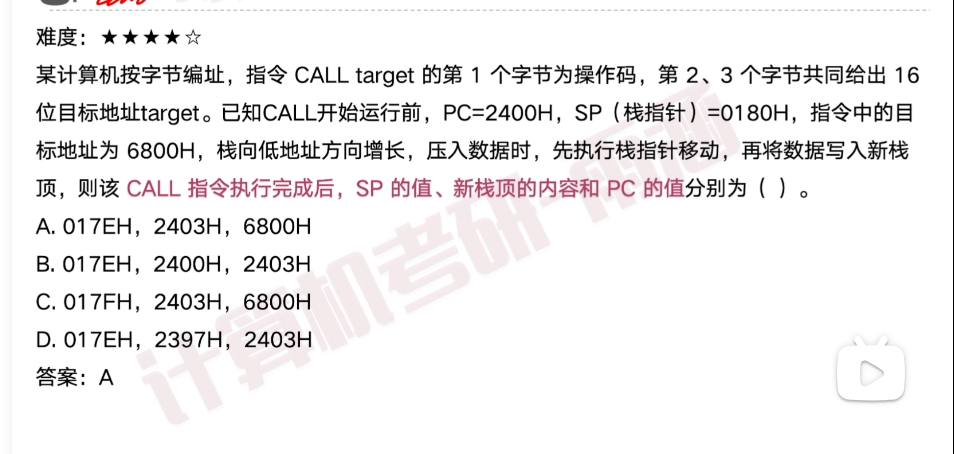 难度：★★★★☆
某计算机按字节编址，指令 CALL target 的第 1 个字节为操作码，第 2、3 个字节共同给出 16
位目标地址target。已知CALL开始运行前，PC=2400H，SP（栈指针）=0180H，指令中的目
标地址为 6800H，栈向低地址方向增长，压入数据时，先执行栈指针移动，再将数据写入新栈
顶，则该 CALL 指令执行完成后，SP 的值、新栈顶的内容和 PC 的值分别为（ ）。
A. 017EH，2403H，6800H
B. 017EH，2400H，2403H
C. 017FH，2403H，6800H
D. 017EH，2397H，2403H
答案：A
计算机考研